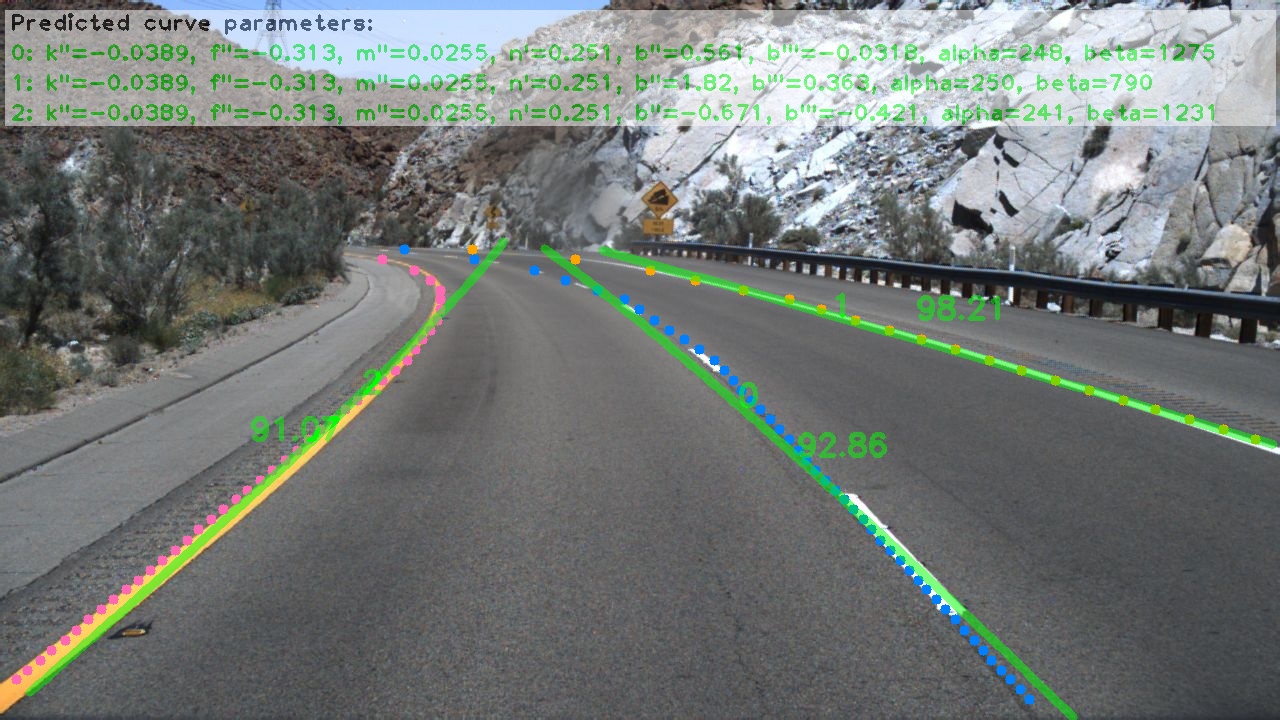 Predicted curve parameters:
0: k''=-0.0389, f''=-0.313, m''=0.0255, n'=0.251, b''=0.561, b'''=-0.0318, alpha=248, beta=1275
1: k''=-0.0389, f''=-0.313, m''=0.0255, n'=0.251, b''=1.82, b'''=0.363, alpha=250, beta=790
2: k''=-0.0389, f''=-0.313, m''=0.0255, n'=0.251, b''=-0.671, b'''=-0.421, alpha=241, beta=1231
1 98.21
2
0
91.07
92.86